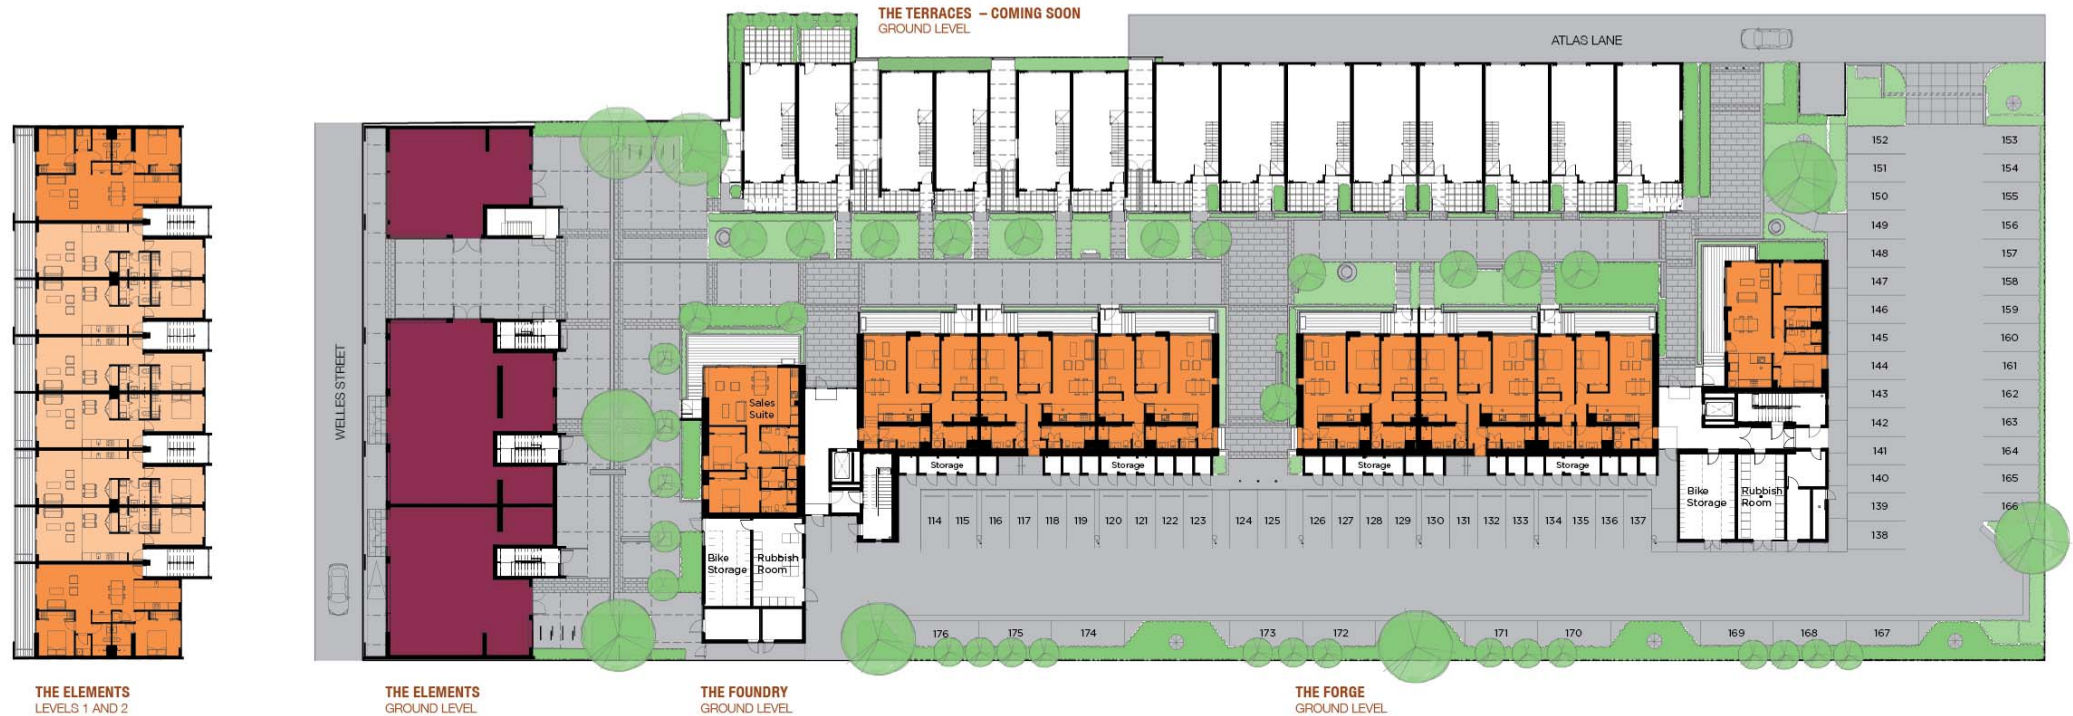 THE TERRACES – COMING SOON
GROUND LEVEL
ATLAS LANE
WELLES STREET
152 153
151 154
150 155
149 156
148 157
147 158
146 159
145 160
144 161
143 162
142 163
141 164
140 165
139 166
138
Sales
Suite
Storage
Storage
Storage
Storage
Bike
Storage
Rubbish
Room
Bike
Storage
Rubbish
Room
114 115 116 117 118 119 120 121 122 123 124 125 126 127 128 129 130 131 132 133 134 135 136 137
176 175 174 173 172 171 170 169 168 167
THE ELEMENTS
LEVELS 1 AND 2
THE ELEMENTS
GROUND LEVEL
THE FOUNDRY
GROUND LEVEL
THE FORGE
GROUND LEVEL